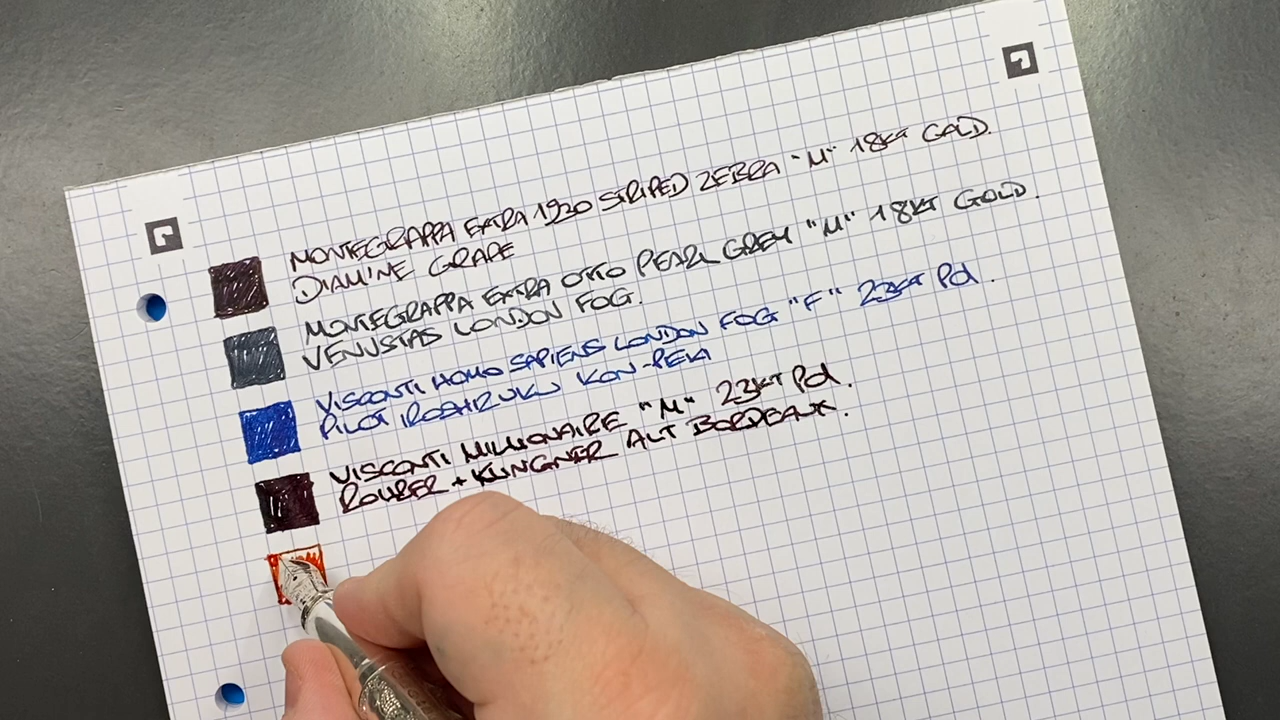 MONTEGRAPPA EXTRA 1930 STRIPED ZEBRA "M" 18KT GOLD.
DIAMINE GRAPE
MONTEGRAPPA EXTRA OTTO PEARL GREY "M" 18KT GOLD.
VENUSTAS LONDON FOG.
VISCONTI HOMO SAPIENS LONDON FOG "F" 23KT Pd.
PILOT IROSHIZUKU KON-PEKI
VISCONTI MILLIONAIRE "M" 23KT Pd.
ROHRER + KLINGNER ALT BORDEAUX.